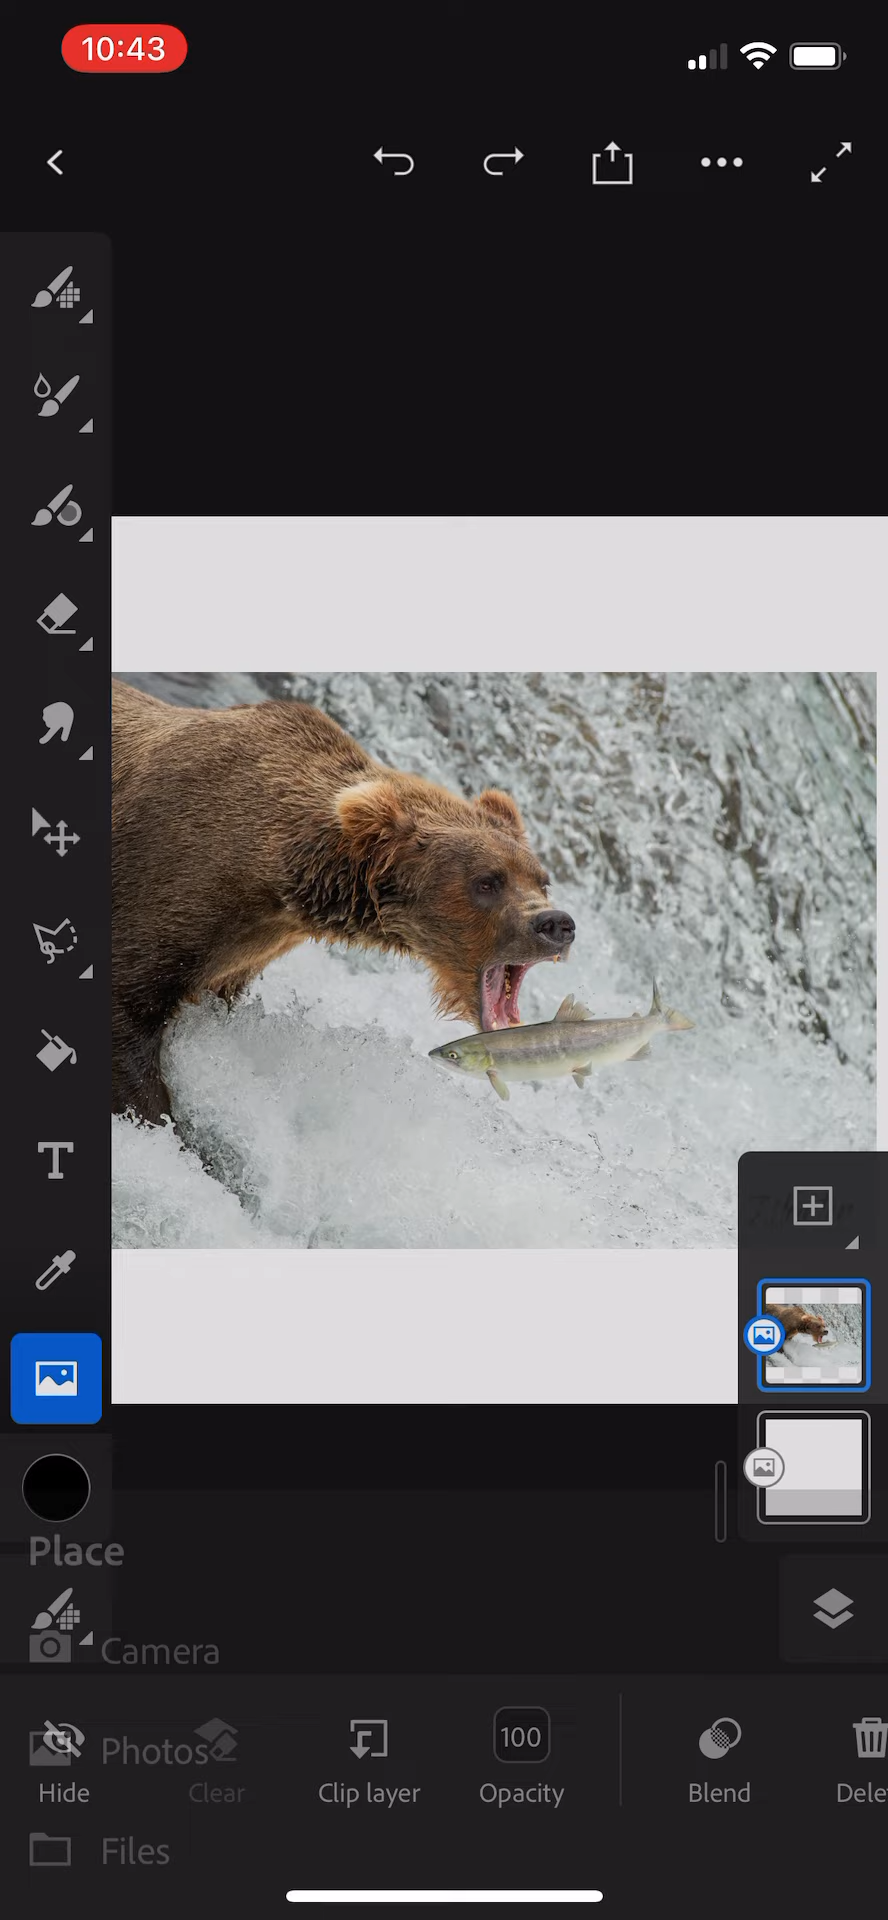 10:43
T
Place
Camera
Photos
Files
100
Hide
Clear
Clip layer
Opacity
Blend
Dele